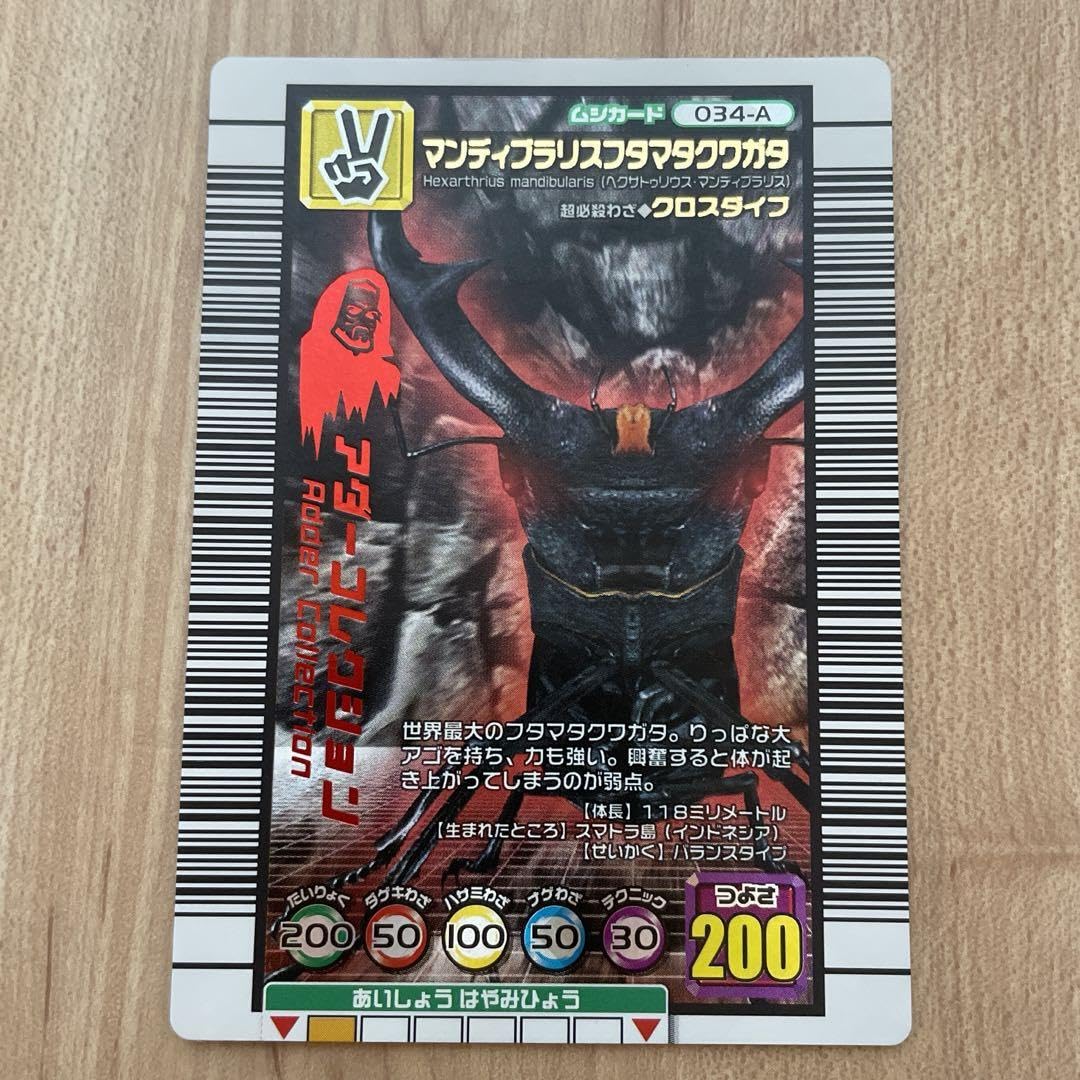 ムシカード 034-A
マンディブラリスフタマタクワガタ
Hexarthrius mandibularis (ヘクサトゥリウス・マンディブラリス)
超必殺わざ◆クロスダイブ
アダーコレクション
Adder Collection
世界最大のフタマタクワガタ。りっぱな大
アゴを持ち、力も強い。興奮すると体が起
き上がってしまうのが弱点。
【体長】118ミリメートル
【生まれたところ】スマトラ島(インドネシア)
【せいかく】バランスタイプ
たいりょく ダゲキわざ ハサミわざ ナゲわざ テクニック つよさ
200 50 100 50 30 200
あいしょう はやみひょう